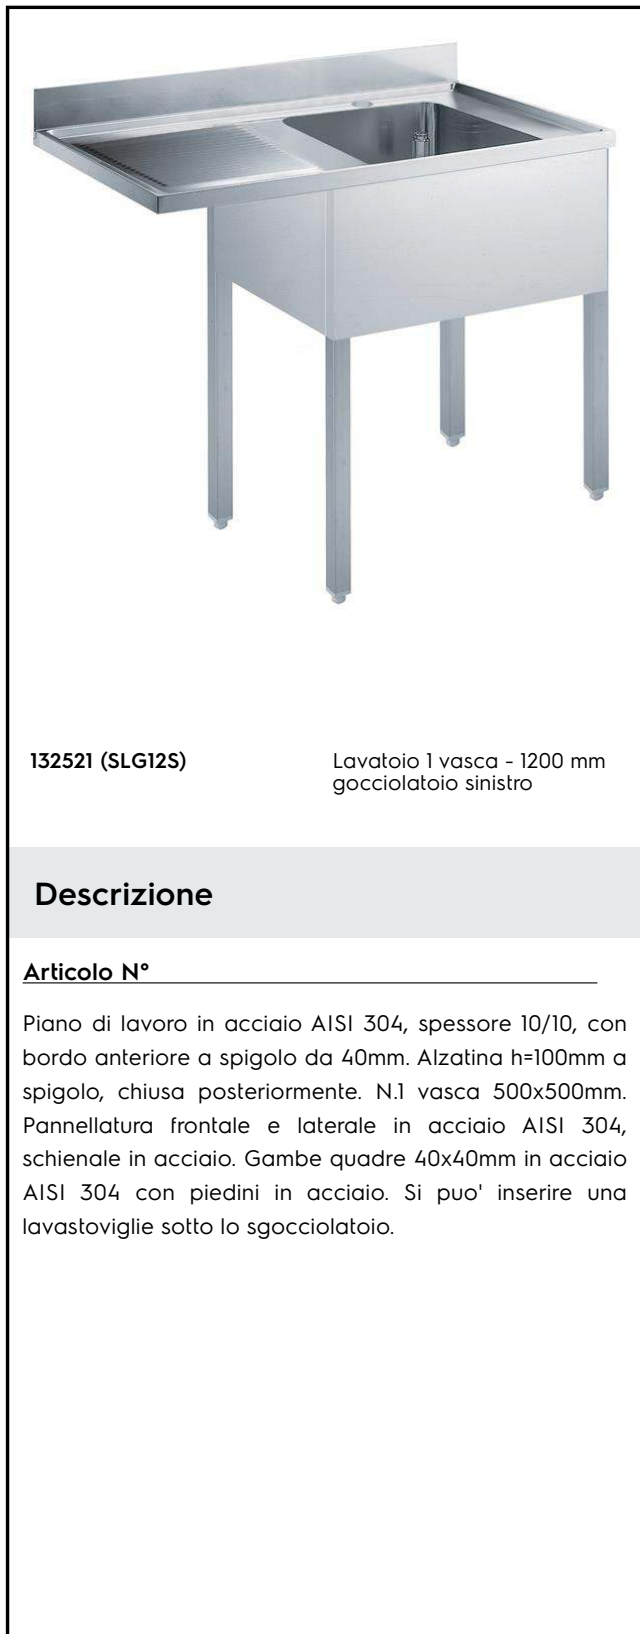 132521 (SLG12S)
Lavatoio 1 vasca - 1200 mm
gocciolatoio sinistro
Descrizione
Articolo N°
Piano di lavoro in acciaio AISI 304, spessore 10/10, con
bordo anteriore a spigolo da 40mm. Alzatina h=100mm a
spigolo, chiusa posteriormente. N.1 vasca 500x500mm.
Pannellatura frontale e laterale in acciaio AISI 304,
schienale in acciaio. Gambe quadre 40x40mm in acciaio
AISI 304 con piedini in acciaio. Si puo' inserire una
lavastoviglie sotto lo sgocciolatoio.